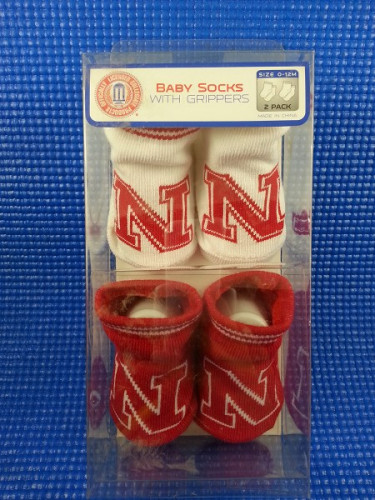 BABY SOCKS
WITH GRIPPERS
SIZE 0-12M
2 PACK
MADE IN CHINA
N N
N N